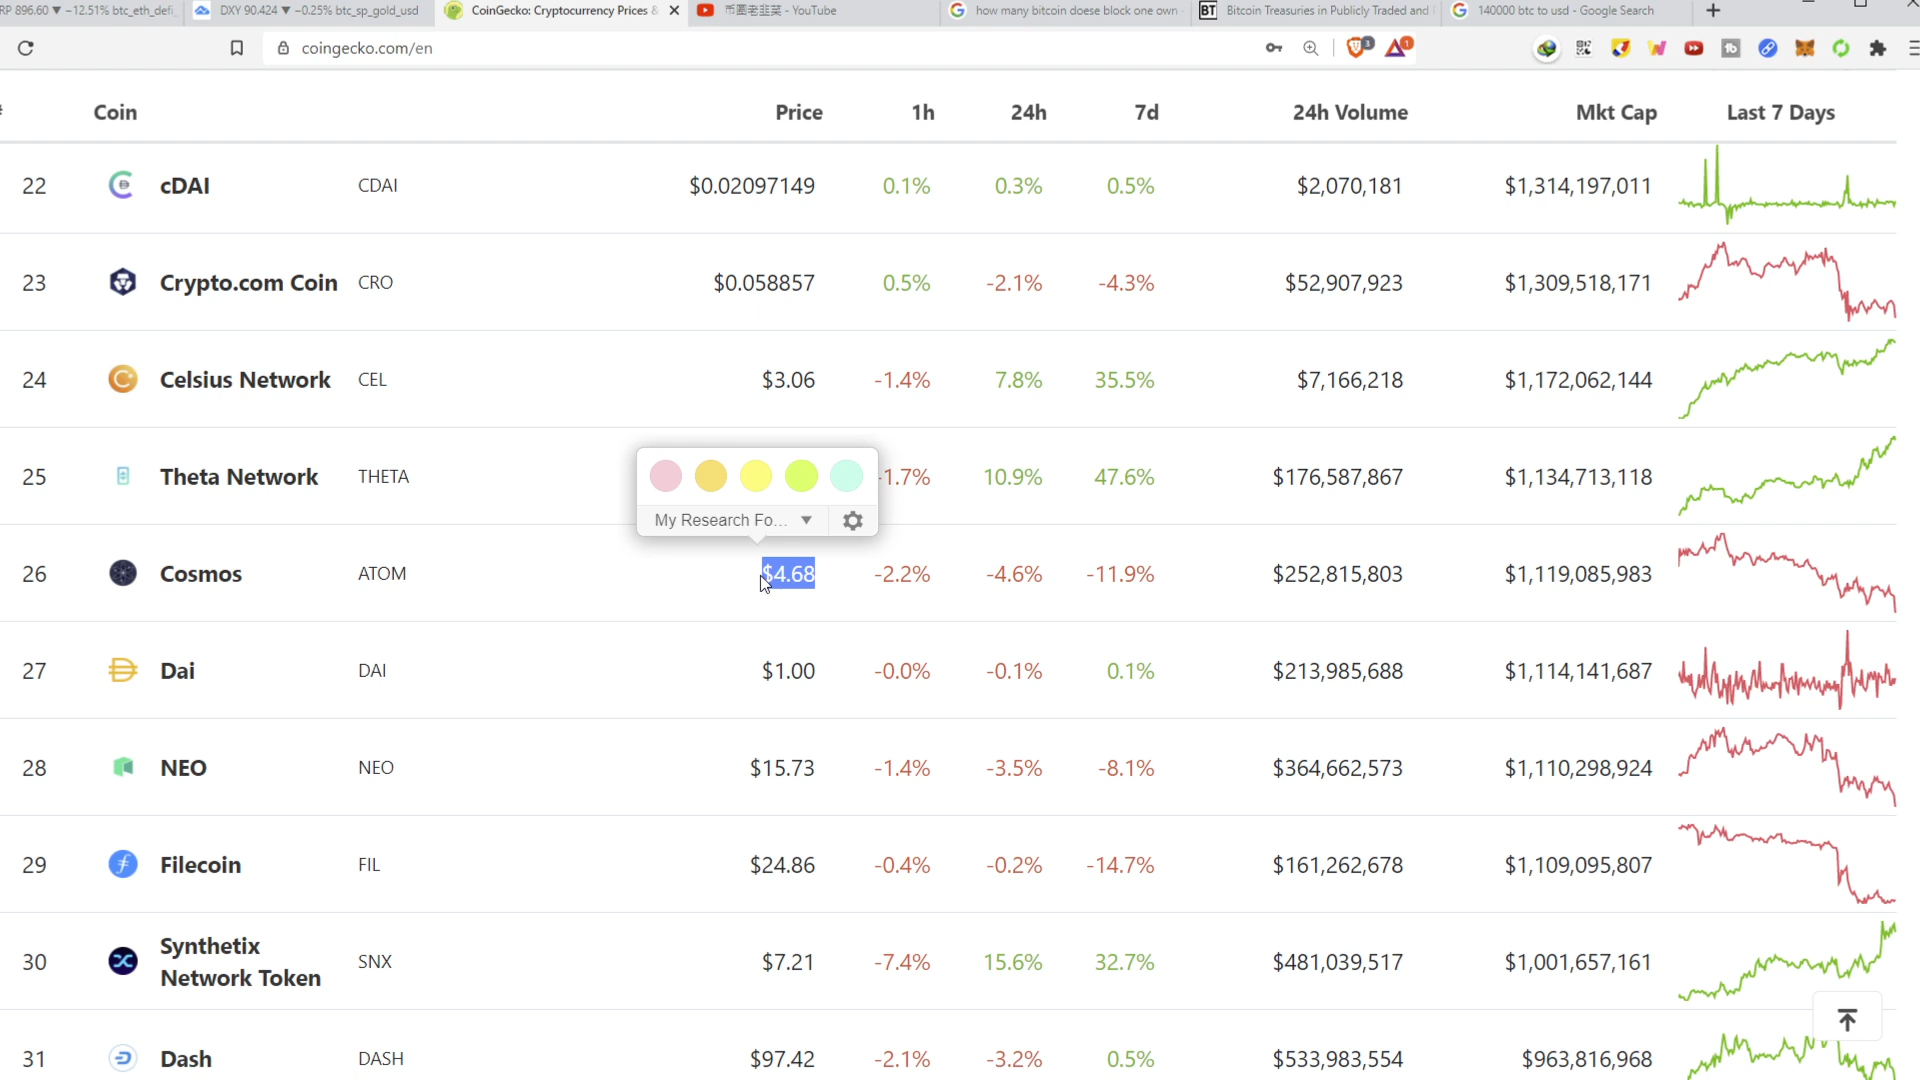 RP 896.60 ▼ −12.51% btc_eth_defi_ DXY 90.424 ▼ −0.25% btc_sp_gold_usd CoinGecko: Cryptocurrency Prices & 币圈老韭菜 - YouTube how many bitcoin doese block one own - BT Bitcoin Treasuries in Publicly Traded and 140000 btc to usd - Google Search
coingecko.com/en 3 1 tb
Coin Price 1h 24h 7d 24h Volume Mkt Cap Last 7 Days
22 cDAI CDAI $0.02097149 0.1% 0.3% 0.5% $2,070,181 $1,314,197,011
23 Crypto.com Coin CRO $0.058857 0.5% -2.1% -4.3% $52,907,923 $1,309,518,171
24 Celsius Network CEL $3.06 -1.4% 7.8% 35.5% $7,166,218 $1,172,062,144
25 Theta Network THETA -1.7% 10.9% 47.6% $176,587,867 $1,134,713,118
My Research Fo...
26 Cosmos ATOM $4.68 -2.2% -4.6% -11.9% $252,815,803 $1,119,085,983
27 Dai DAI $1.00 -0.0% -0.1% 0.1% $213,985,688 $1,114,141,687
28 NEO NEO $15.73 -1.4% -3.5% -8.1% $364,662,573 $1,110,298,924
29 Filecoin FIL $24.86 -0.4% -0.2% -14.7% $161,262,678 $1,109,095,807
30 Synthetix Network Token SNX $7.21 -7.4% 15.6% 32.7% $481,039,517 $1,001,657,161
31 Dash DASH $97.42 -2.1% -3.2% 0.5% $533,983,554 $963,816,968